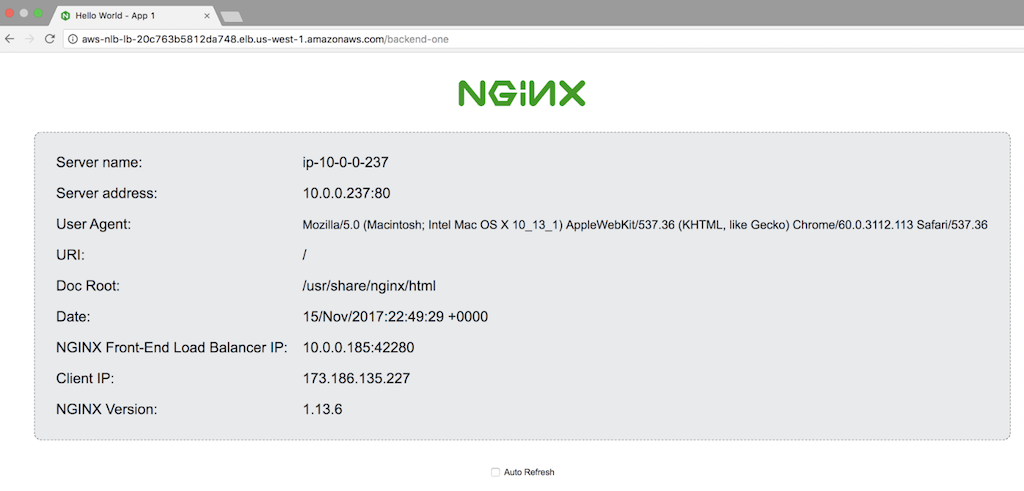 Hello World - App 1
aws-nlb-lb-20c763b5812da748.elb.us-west-1.amazonaws.com/backend-one
NGINX
Server name: ip-10-0-0-237
Server address: 10.0.0.237:80
User Agent: Mozilla/5.0 (Macintosh; Intel Mac OS X 10_13_1) AppleWebKit/537.36 (KHTML, like Gecko) Chrome/60.0.3112.113 Safari/537.36
URI: /
Doc Root: /usr/share/nginx/html
Date: 15/Nov/2017:22:49:29 +0000
NGINX Front-End Load Balancer IP: 10.0.0.185:42280
Client IP: 173.186.135.227
NGINX Version: 1.13.6
Auto Refresh